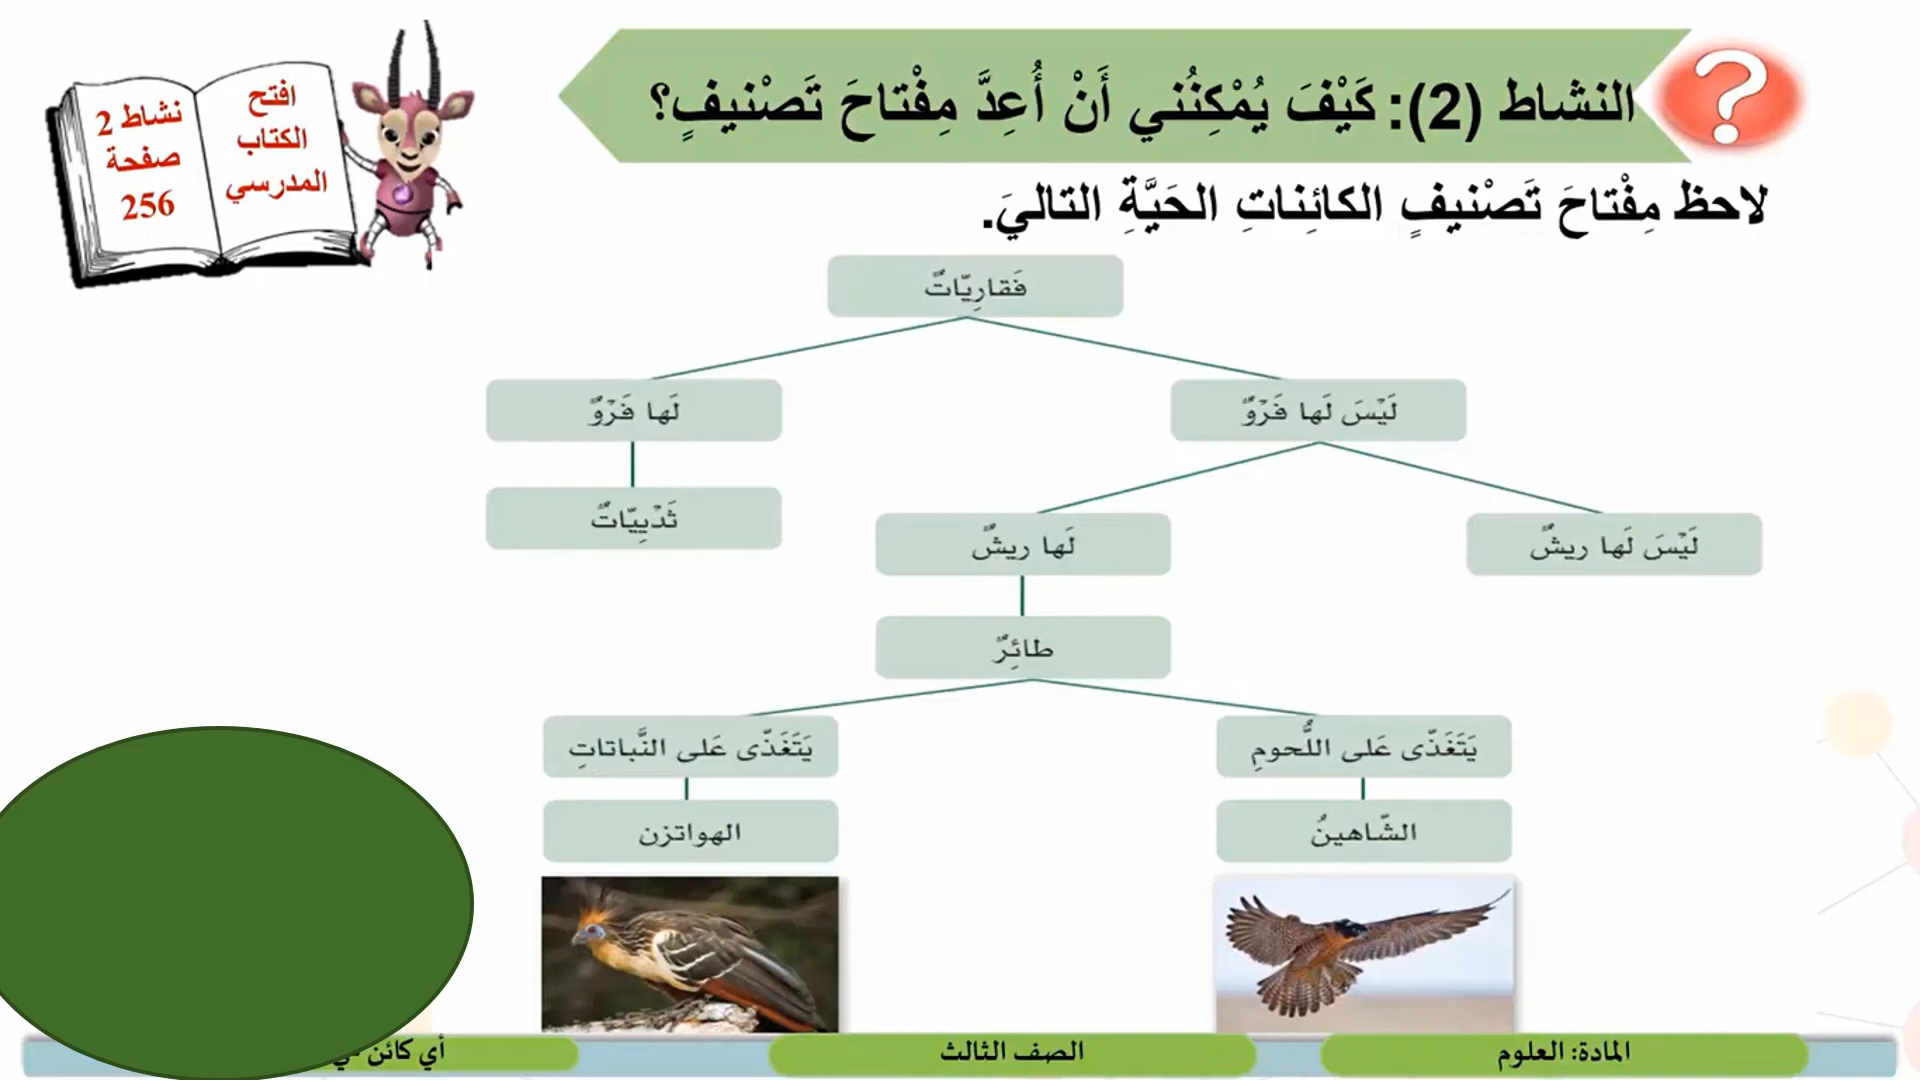 النشاط (2): كَيْفَ يُمْكِنُني أَنْ أُعِدَّ مِفْتاحَ تَصْنيفٍ؟
افتح
الكتاب
المدرسي
نشاط 2
صفحة
256
لاحظ مِفْتاحَ تَصْنيفٍ الكائِناتِ الحَيَّةِ التاليَ.
فَقارِيّاتٌ
لَيْسَ لَها فَرْوٌ
لَها فَرْوٌ
ثَدْيِيّاتٌ
لَيْسَ لَها ريشٌ
لَها ريشٌ
طائِرٌ
يَتَغَذّى عَلى اللُّحومِ
يَتَغَذّى عَلى النَّباتاتِ
الشّاهينُ
الهواتزن
المادة: العلوم
الصف الثالث
أي كائن